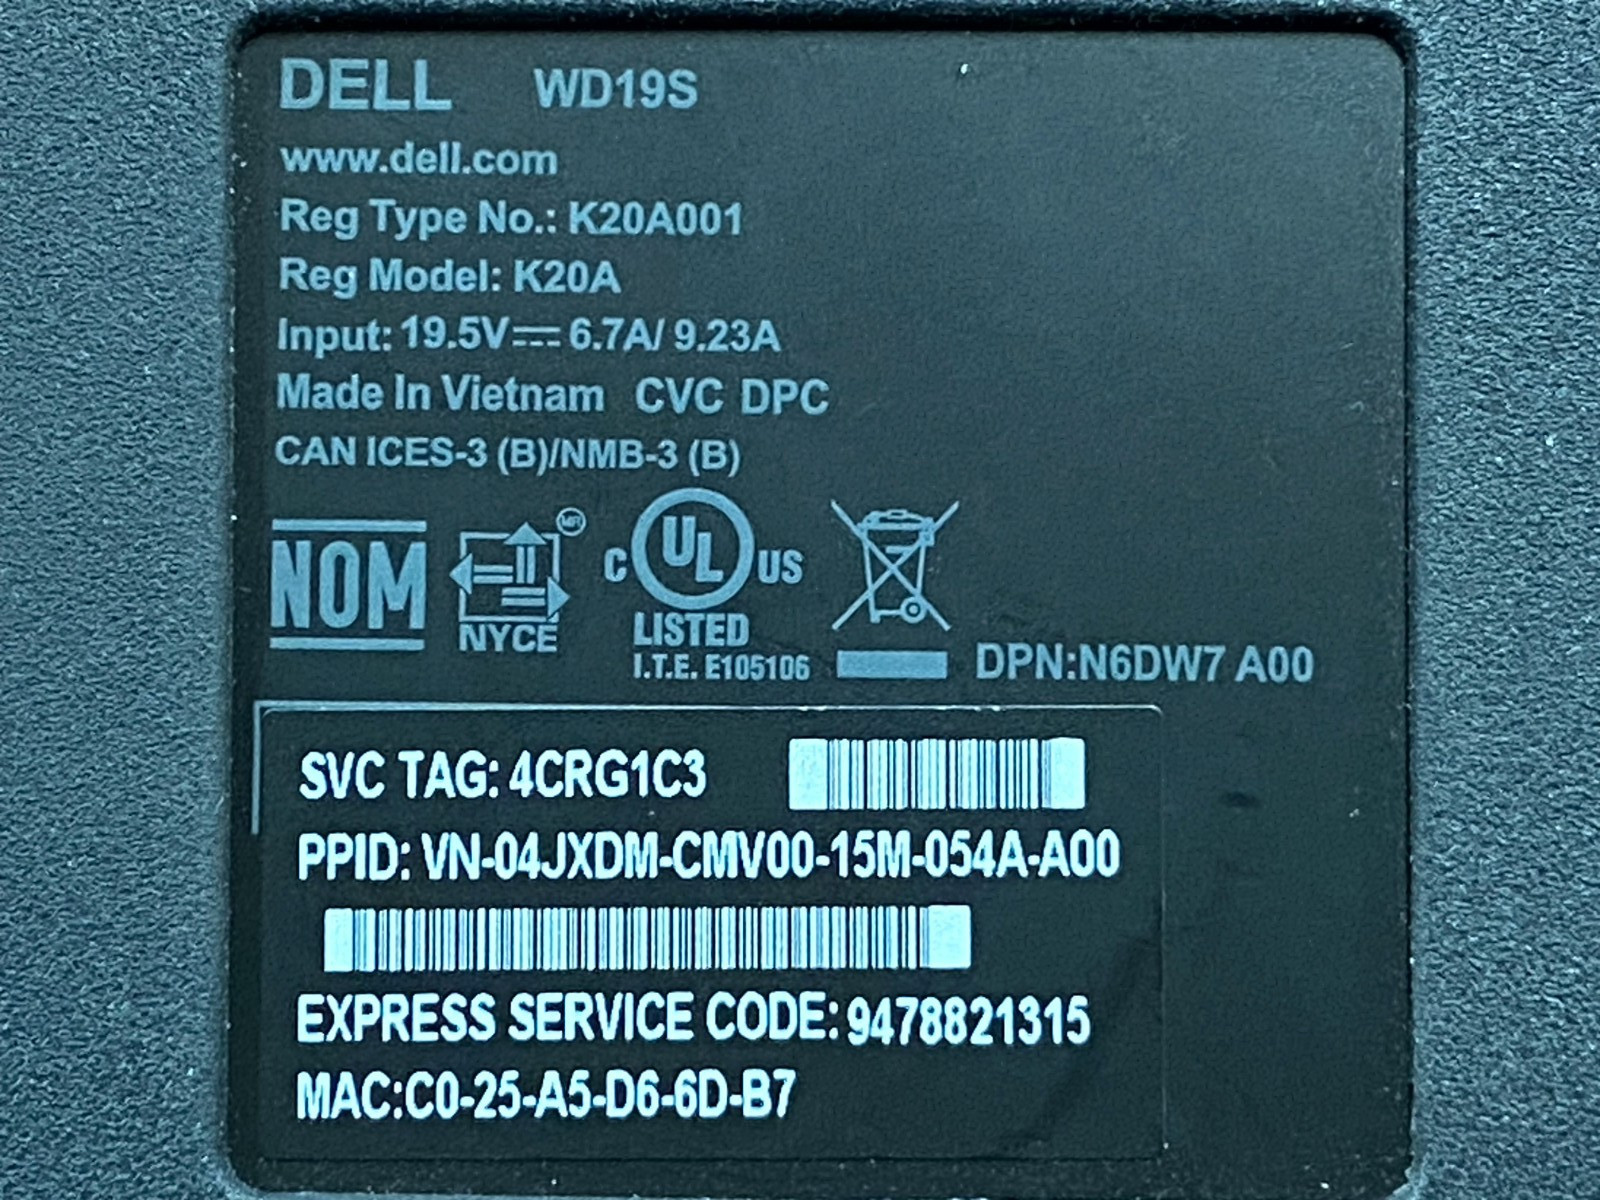 DELL WD19S
www.dell.com
Reg Type No.: K20A001
Reg Model: K20A
Input: 19.5V⎓ 6.7A/ 9.23A
Made In Vietnam CVC DPC
CAN ICES-3 (B)/NMB-3 (B)
NOM
NYCE
C UL US
LISTED
I.T.E. E105106
DPN:N6DW7 A00
SVC TAG: 4CRG1C3
PPID: VN-04JXDM-CMV00-15M-054A-A00
EXPRESS SERVICE CODE: 9478821315
MAC:C0-25-A5-D6-6D-B7